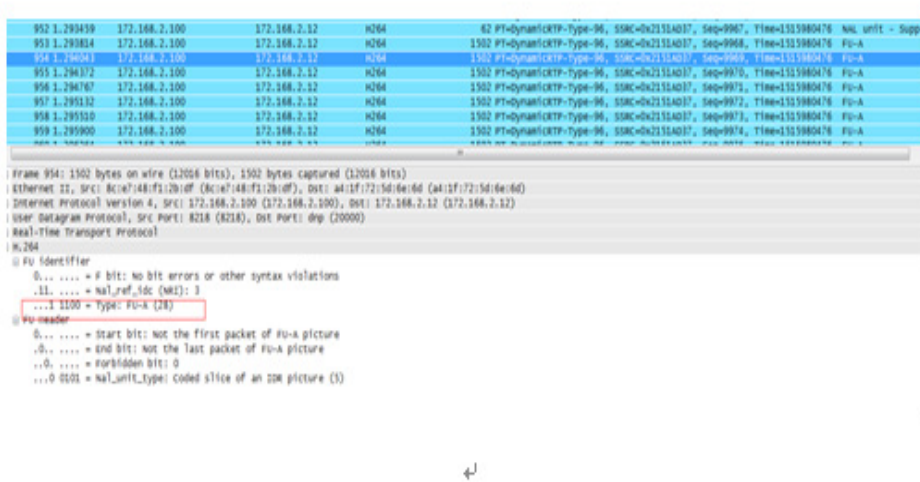 952 1.293459 172.168.2.100 172.168.2.12 H264 62 PT=DynamicRTP-Type-96, SSRC=0x2151AD37, Seq=9967, Time=1515980476 NAL unit - Supp
953 1.293814 172.168.2.100 172.168.2.12 H264 1502 PT=DynamicRTP-Type-96, SSRC=0x2151AD37, Seq=9968, Time=1515980476 FU-A
954 1.294043 172.168.2.100 172.168.2.12 H264 1502 PT=DynamicRTP-Type-96, SSRC=0x2151AD37, Seq=9969, Time=1515980476 FU-A
955 1.294372 172.168.2.100 172.168.2.12 H264 1502 PT=DynamicRTP-Type-96, SSRC=0x2151AD37, Seq=9970, Time=1515980476 FU-A
956 1.294767 172.168.2.100 172.168.2.12 H264 1502 PT=DynamicRTP-Type-96, SSRC=0x2151AD37, Seq=9971, Time=1515980476 FU-A
957 1.295132 172.168.2.100 172.168.2.12 H264 1502 PT=DynamicRTP-Type-96, SSRC=0x2151AD37, Seq=9972, Time=1515980476 FU-A
958 1.295510 172.168.2.100 172.168.2.12 H264 1502 PT=DynamicRTP-Type-96, SSRC=0x2151AD37, Seq=9973, Time=1515980476 FU-A
959 1.295900 172.168.2.100 172.168.2.12 H264 1502 PT=DynamicRTP-Type-96, SSRC=0x2151AD37, Seq=9974, Time=1515980476 FU-A
Frame 954: 1502 bytes on wire (12016 bits), 1502 bytes captured (12016 bits)
Ethernet II, Src: 8c:e7:48:f1:2b:df (8c:e7:48:f1:2b:df), Dst: a4:1f:72:5d:6e:6d (a4:1f:72:5d:6e:6d)
Internet Protocol Version 4, Src: 172.168.2.100 (172.168.2.100), Dst: 172.168.2.12 (172.168.2.12)
User Datagram Protocol, Src Port: 8218 (8218), Dst Port: dnp (20000)
Real-Time Transport Protocol
H.264
FU identifier
0... .... = F bit: No bit errors or other syntax violations
.11. .... = Nal_ref_idc (NRI): 3
...1 1100 = Type: FU-A (28)
FU Header
0... .... = Start bit: Not the first packet of FU-A picture
.0.. .... = End bit: Not the last packet of FU-A picture
..0. .... = Forbidden bit: 0
...0 0101 = Nal_unit_type: Coded slice of an IDR picture (5)